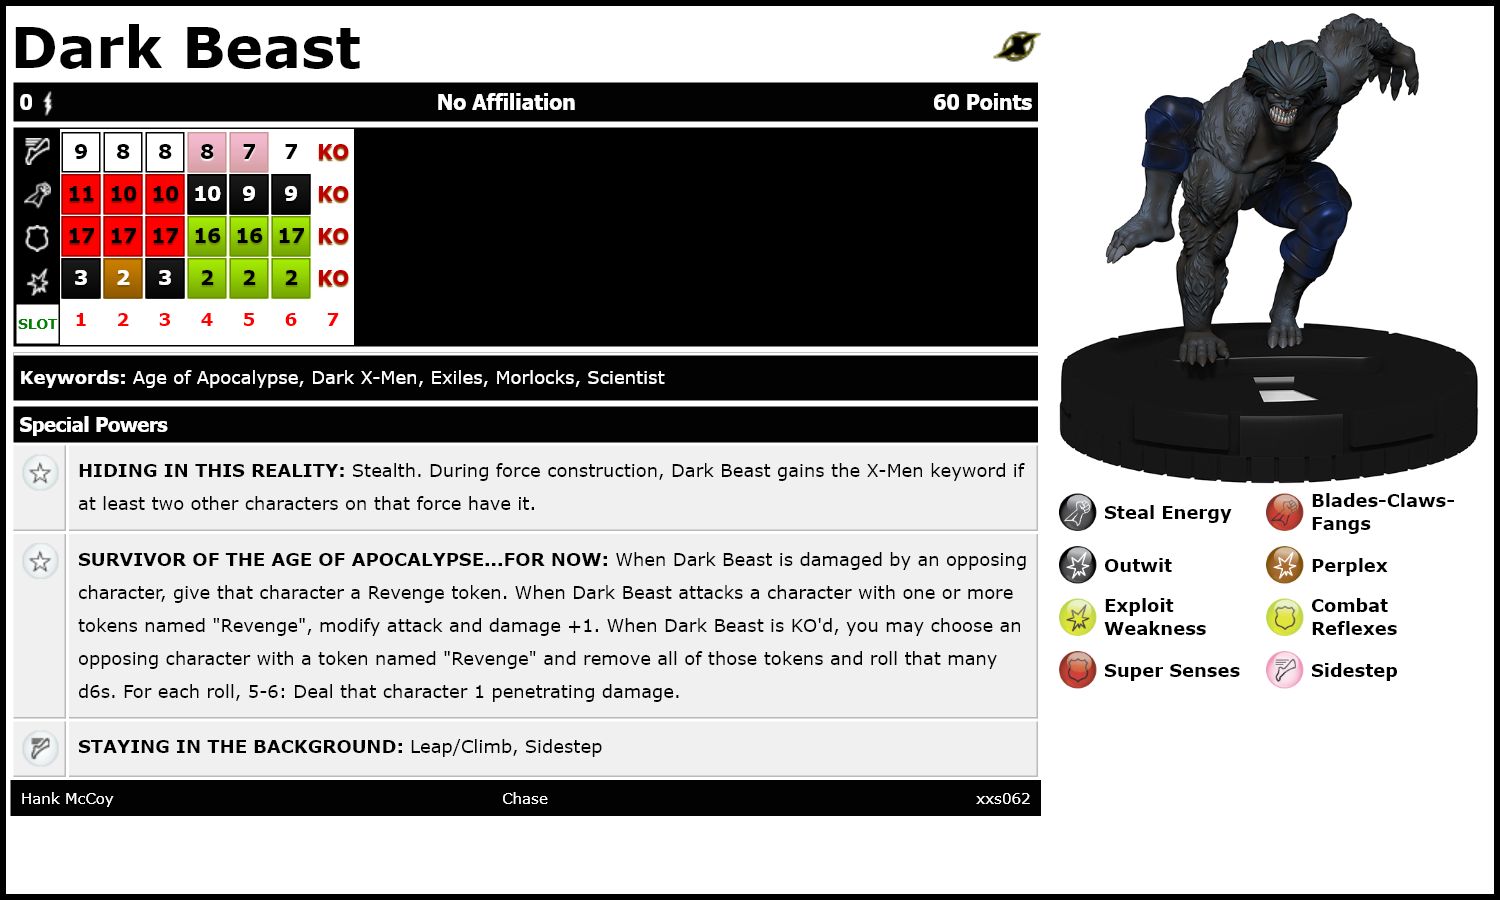 Dark Beast
0 No Affiliation 60 Points
9 8 8 8 7 7 KO
11 10 10 10 9 9 KO
17 17 17 16 16 17 KO
3 2 3 2 2 2 KO
SLOT 1 2 3 4 5 6 7
Keywords: Age of Apocalypse, Dark X-Men, Exiles, Morlocks, Scientist
Special Powers
HIDING IN THIS REALITY: Stealth. During force construction, Dark Beast gains the X-Men keyword if
at least two other characters on that force have it.
SURVIVOR OF THE AGE OF APOCALYPSE...FOR NOW: When Dark Beast is damaged by an opposing
character, give that character a Revenge token. When Dark Beast attacks a character with one or more
tokens named "Revenge", modify attack and damage +1. When Dark Beast is KO'd, you may choose an
opposing character with a token named "Revenge" and remove all of those tokens and roll that many
d6s. For each roll, 5-6: Deal that character 1 penetrating damage.
STAYING IN THE BACKGROUND: Leap/Climb, Sidestep
Hank McCoy Chase xxs062
Steal Energy
Blades-Claws-
Fangs
Outwit
Perplex
Exploit
Weakness
Combat
Reflexes
Super Senses
Sidestep